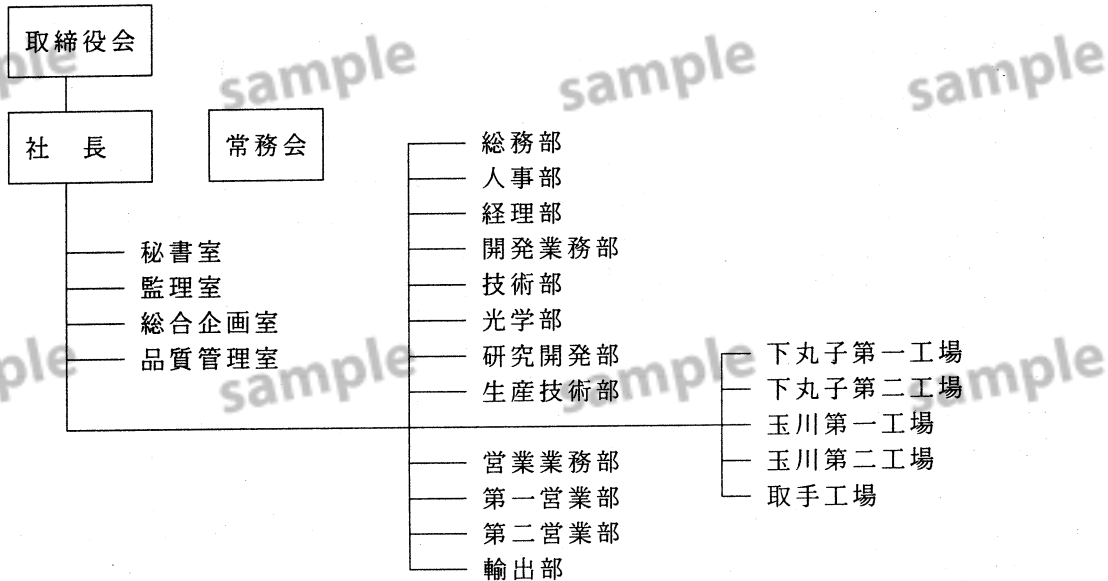 取締役会
社長
常務会
秘書室
監理室
総合企画室
品質管理室
総務部
人事部
経理部
開発業務部
技術部
光学部
研究開発部
生産技術部
営業業務部
第一営業部
第二営業部
輸出部
下丸子第一工場
下丸子第二工場
玉川第一工場
玉川第二工場
取手工場
ple
sample
sample
sample
ple
sample
sample
sample